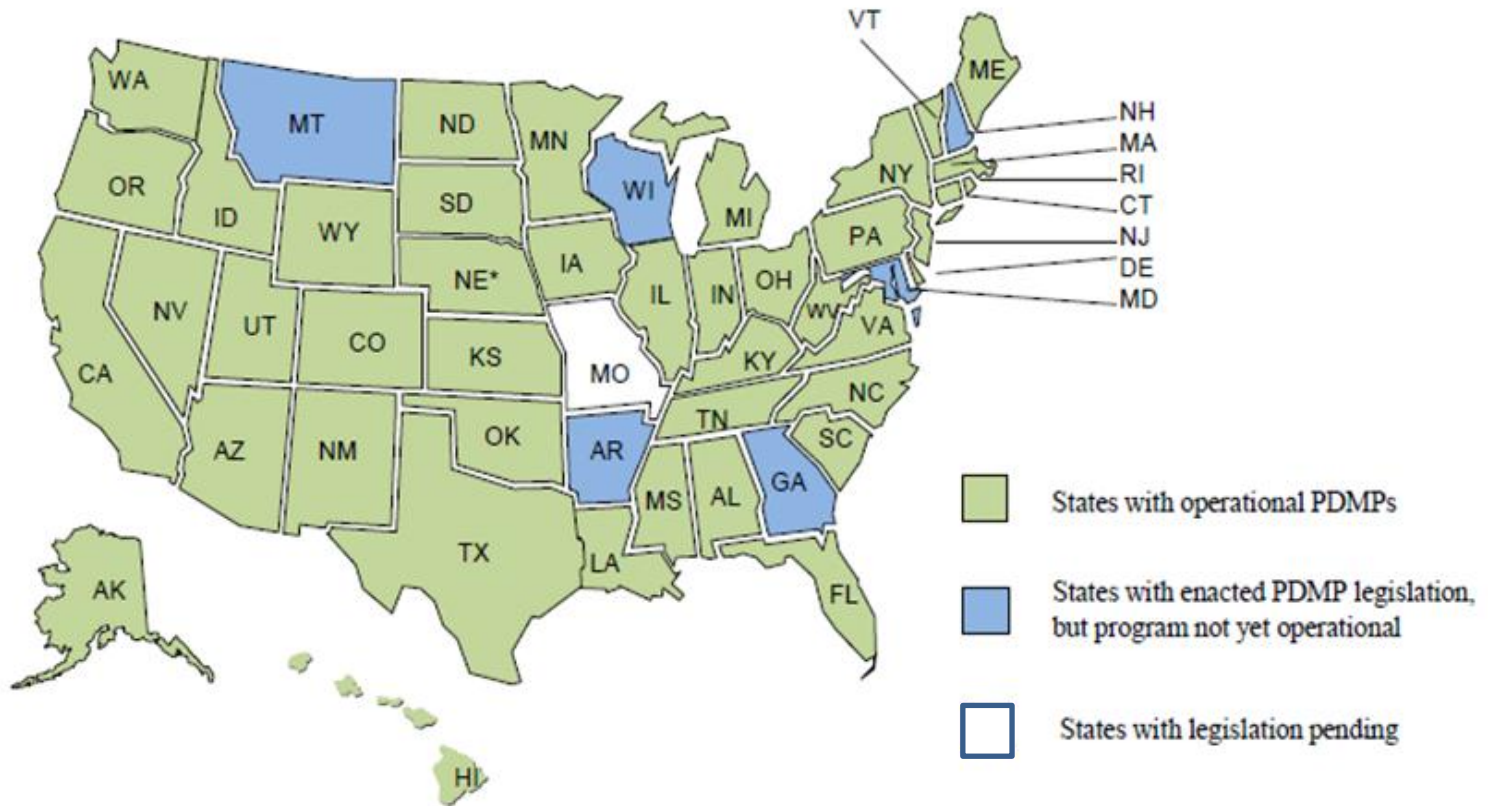 VT
ME
WA
NH
MT
ND
MN
MA
RI
OR
NY
WI
CT
ID
SD
MI
WY
PA
NJ
IA
DE
NE*
OH
IL
IN
MD
NV
WV
UT
VA
CO
KS
KY
CA
MO
NC
TN
OK
SC
AZ
NM
AR
GA
MS
AL
States with operational PDMPs
TX
LA
AK
FL
States with enacted PDMP legislation,
but program not yet operational
States with legislation pending
HI